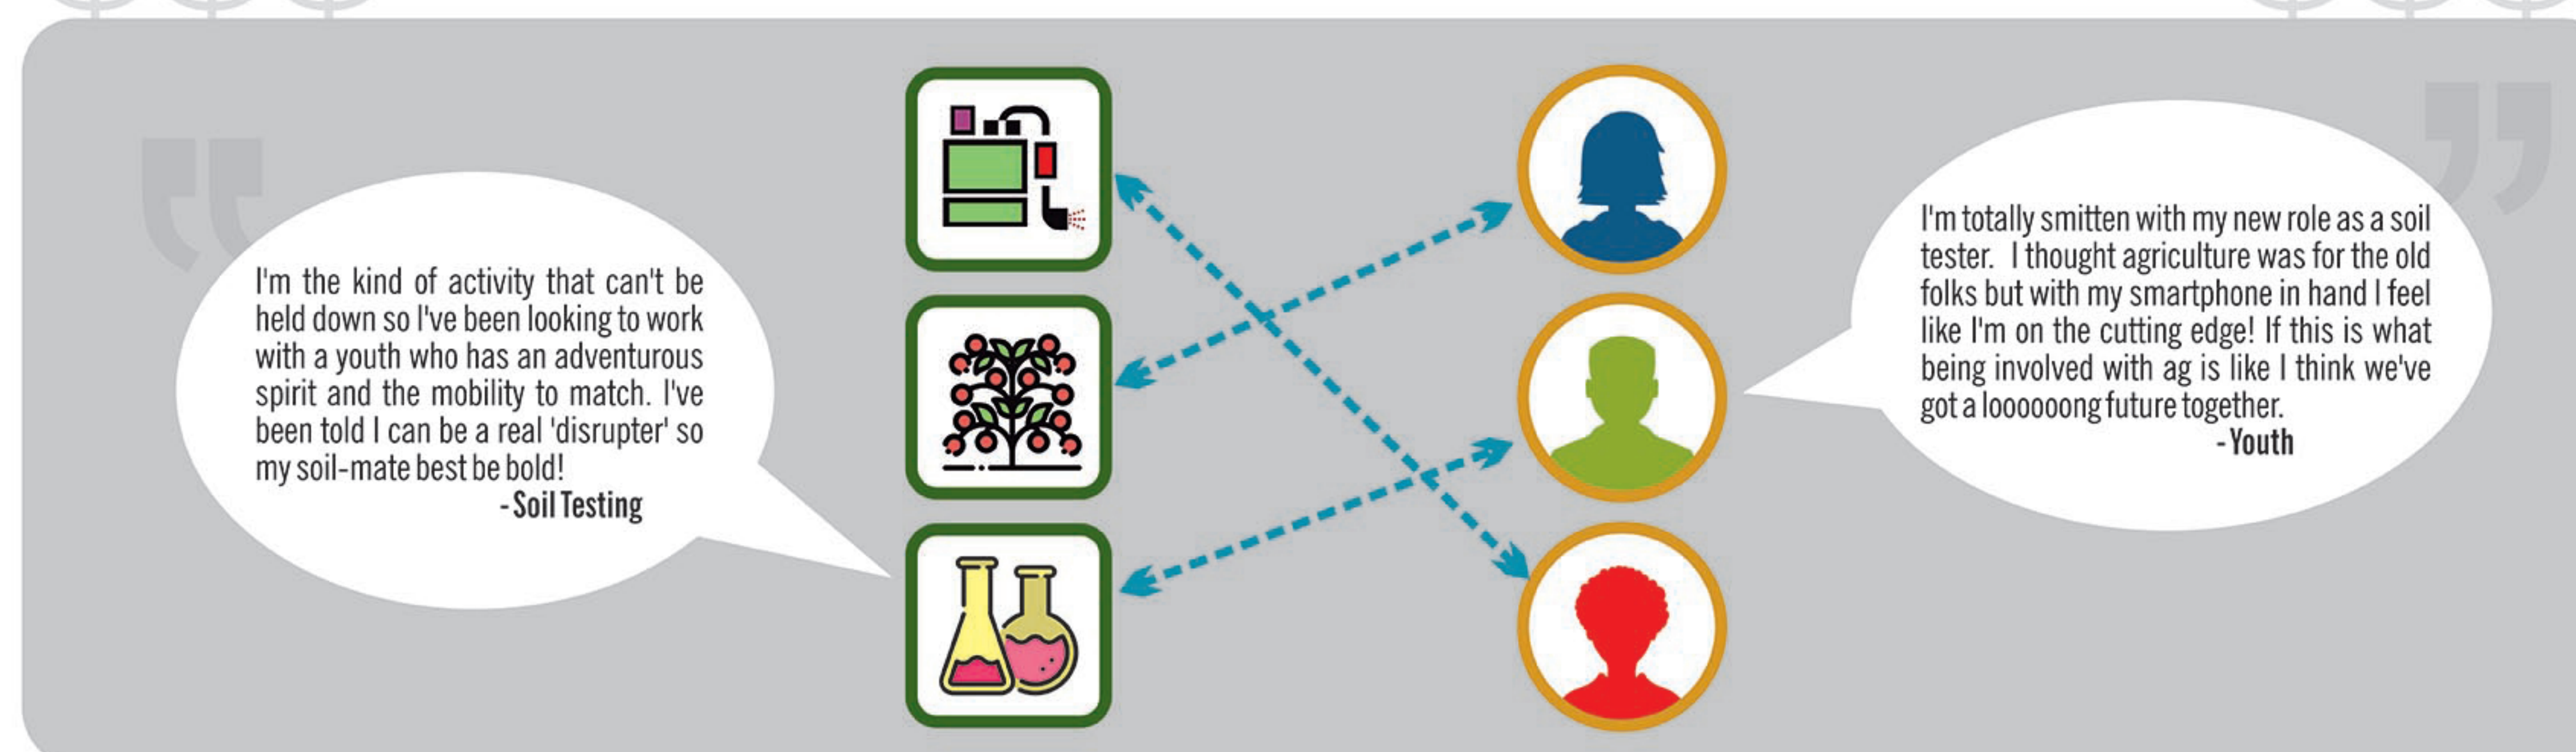 I'm the kind of activity that can't be
held down so I've been looking to work
with a youth who has an adventurous
spirit and the mobility to match. I've
been told I can be a real 'disrupter' so
my soil-mate best be bold!
- Soil Testing
I'm totally smitten with my new role as a soil
tester. I thought agriculture was for the old
folks but with my smartphone in hand I feel
like I'm on the cutting edge! If this is what
being involved with ag is like I think we've
got a loooooong future together.
- Youth